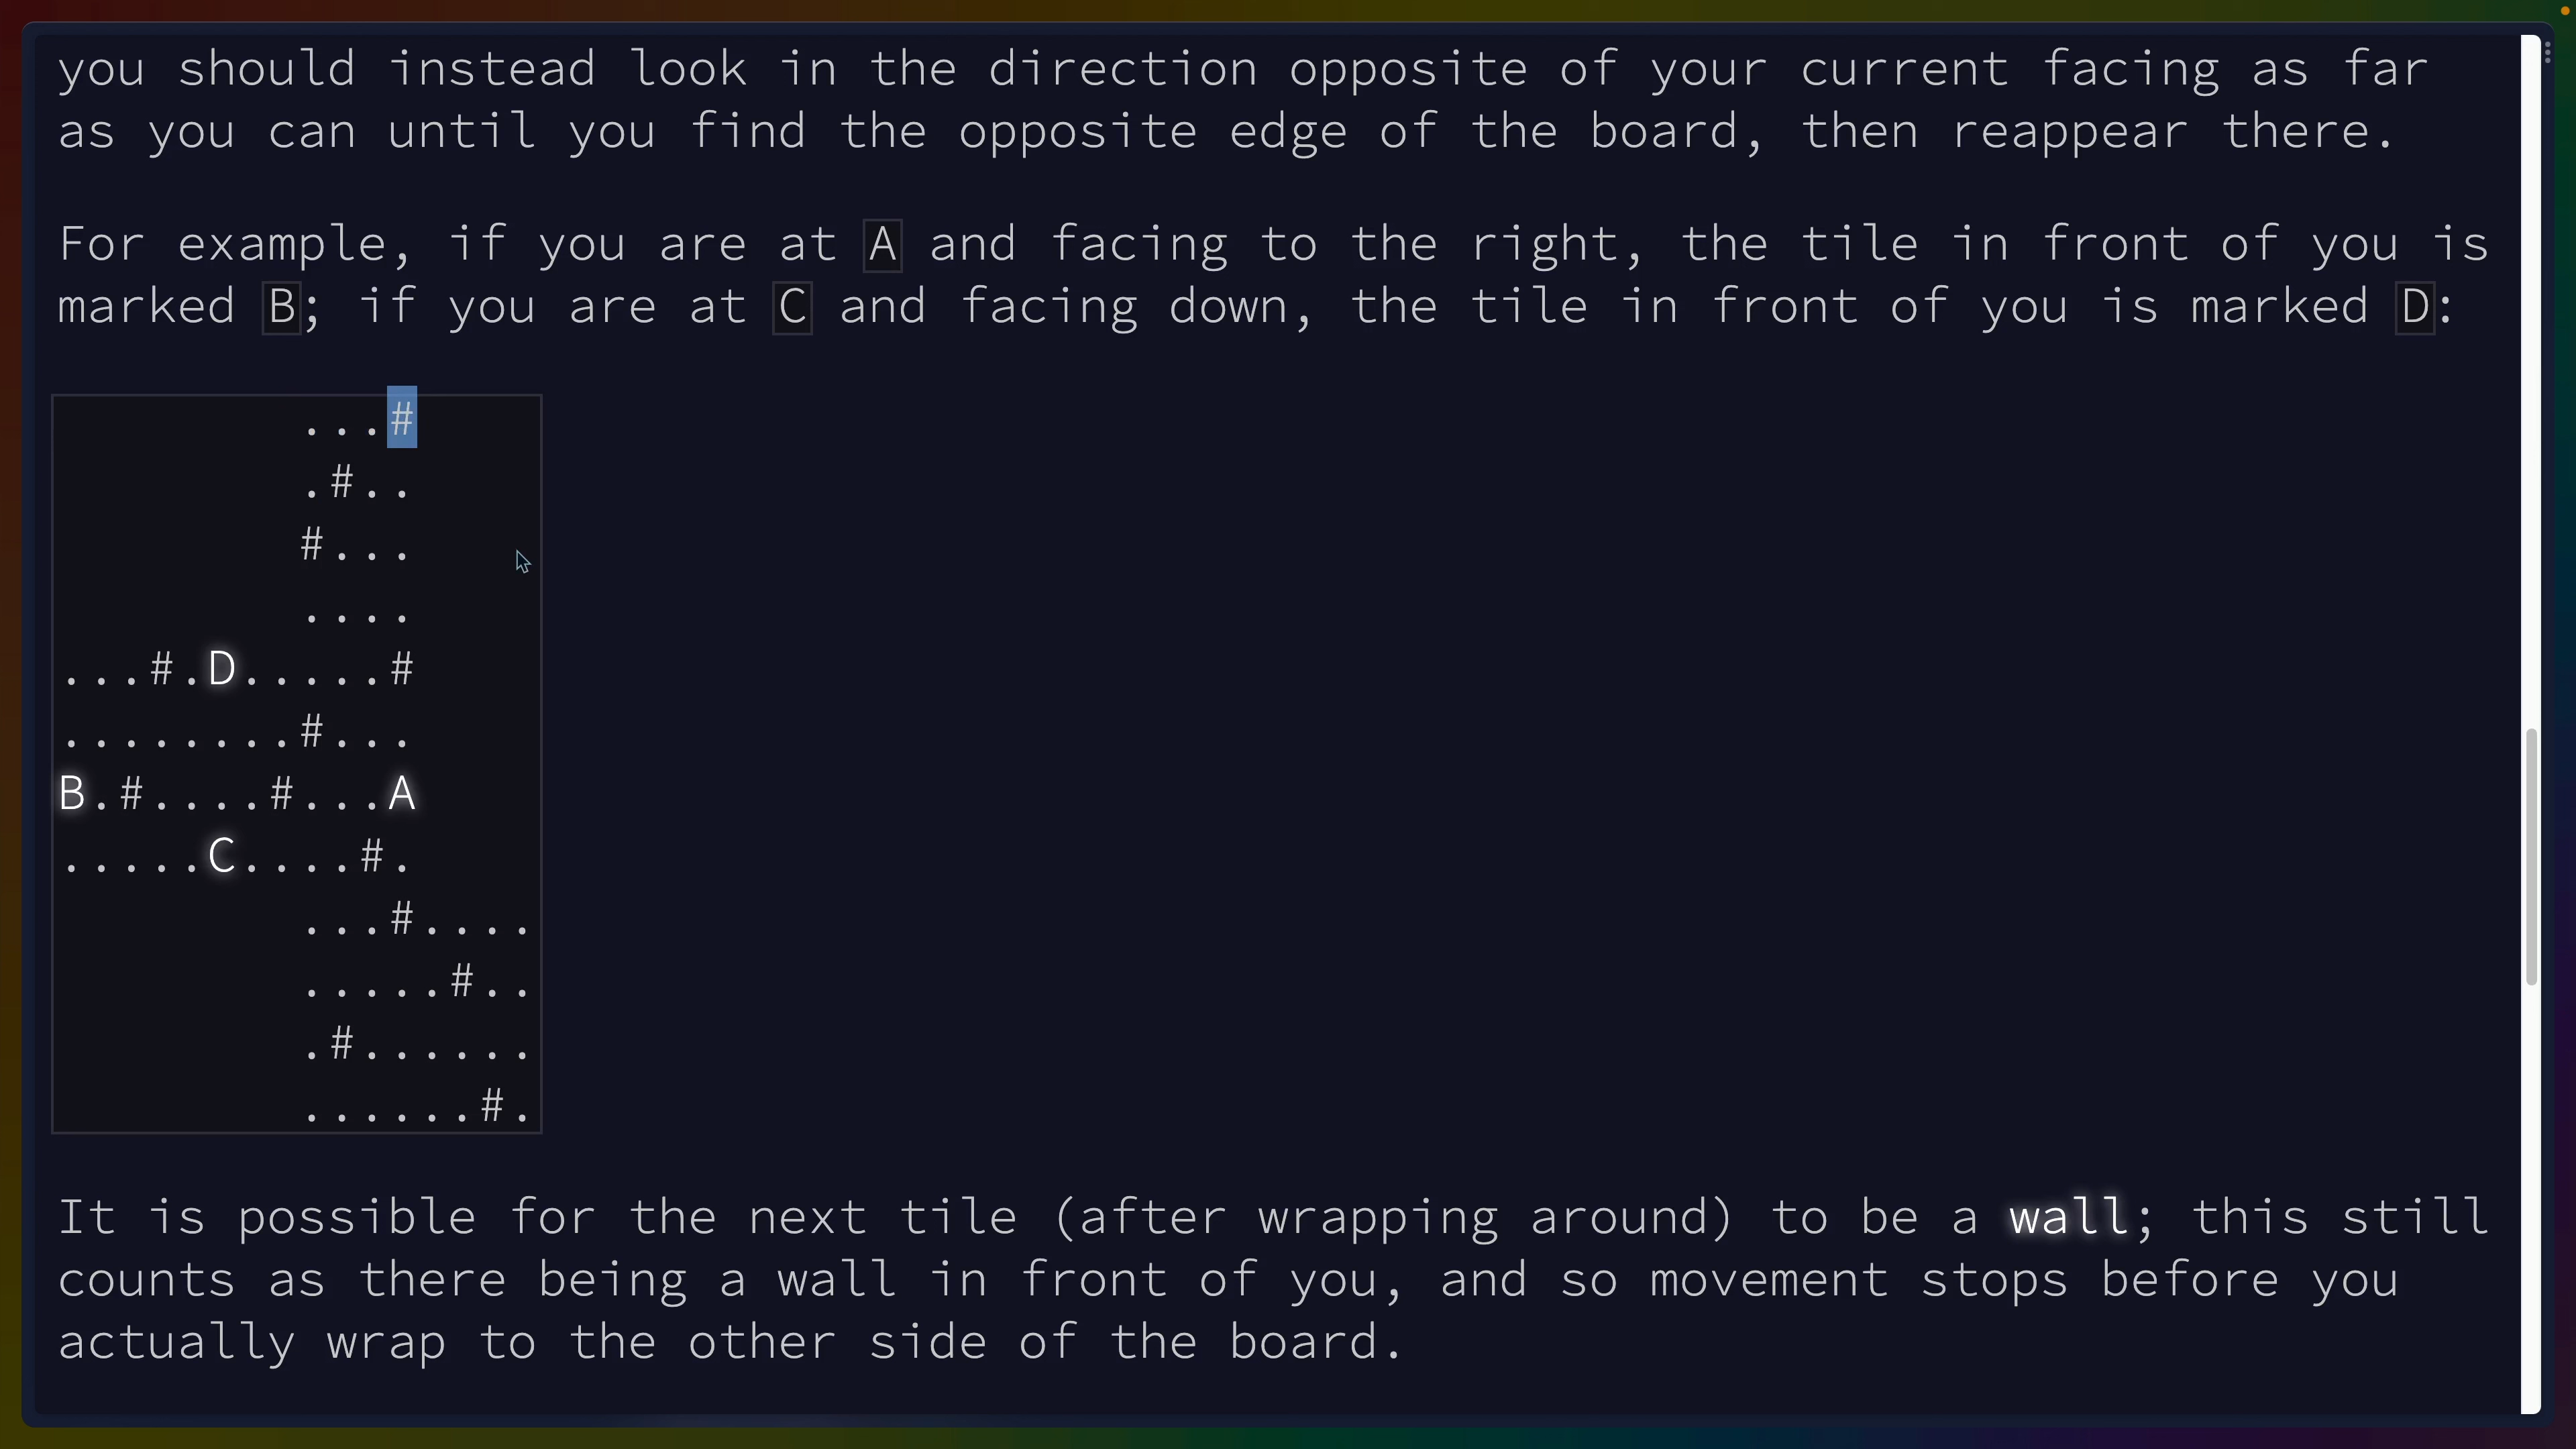 you should instead look in the direction opposite of your current facing as far
as you can until you find the opposite edge of the board, then reappear there.
For example, if you are at A and facing to the right, the tile in front of you is
marked B; if you are at C and facing down, the tile in front of you is marked D:
        ...#
        .#..
        #...
        ....
...#.D.....#
........#...
B.#....#...A
.....C....#.
        ...#....
        .....#..
        .#......
        ......#.
It is possible for the next tile (after wrapping around) to be a wall; this still
counts as there being a wall in front of you, and so movement stops before you
actually wrap to the other side of the board.